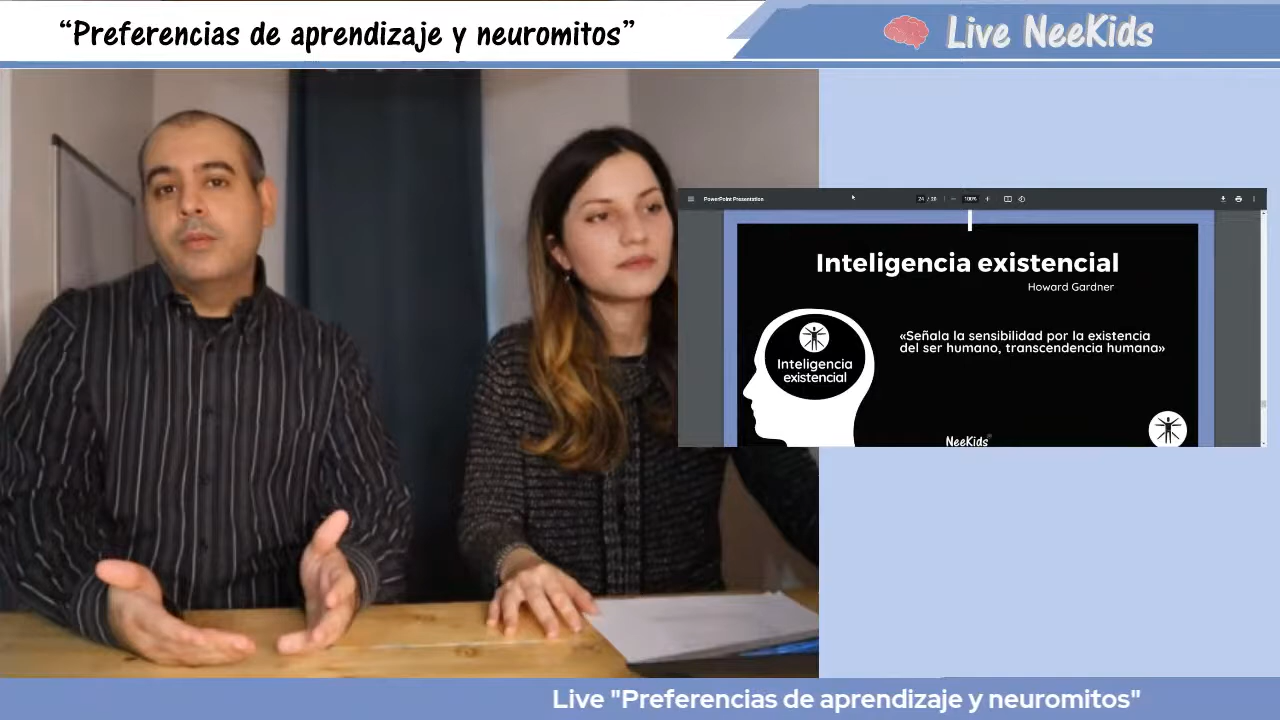 “Preferencias de aprendizaje y neuromitos”
Live NeeKids
PowerPoint Presentation
100%
Inteligencia existencial
Howard Gardner
«Señala la sensibilidad por la existencia
del ser humano, transcendencia humana»
Inteligencia
existencial
NeeKids
Live "Preferencias de aprendizaje y neuromitos"